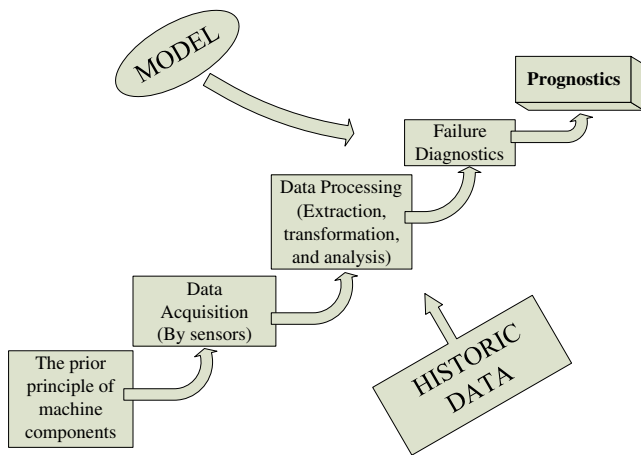 MODEL
Prognostics
Failure
Diagnostics
Data Processing
(Extraction,
transformation,
and analysis)
Data
Acquisition
(By sensors)
The prior
principle of
machine
components
HISTORIC
DATA